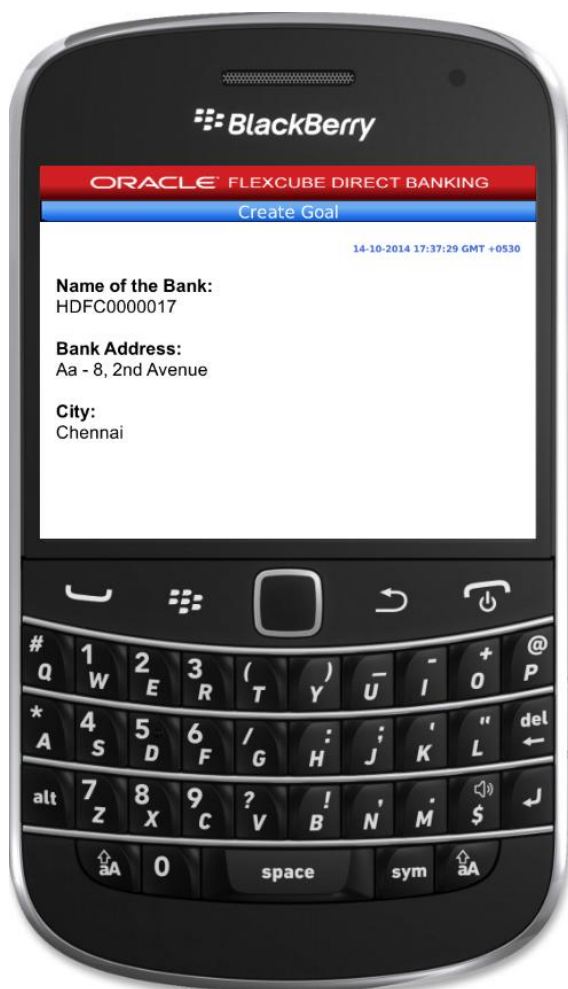 BlackBerry
ORACLE FLEXCUBE DIRECT BANKING
Create Goal
14-10-2014 17:37:29 GMT +0530
Name of the Bank:
HDFC0000017
Bank Address:
Aa - 8, 2nd Avenue
City:
Chennai
# Q 1 W 2 E 3 R ( T ) Y _ U - I + O @ P
* A 4 S 5 D 6 F / G : H ; J ' K " L del
alt 7 Z 8 X 9 C ? V ! B , N . M $
aA 0 space sym aA